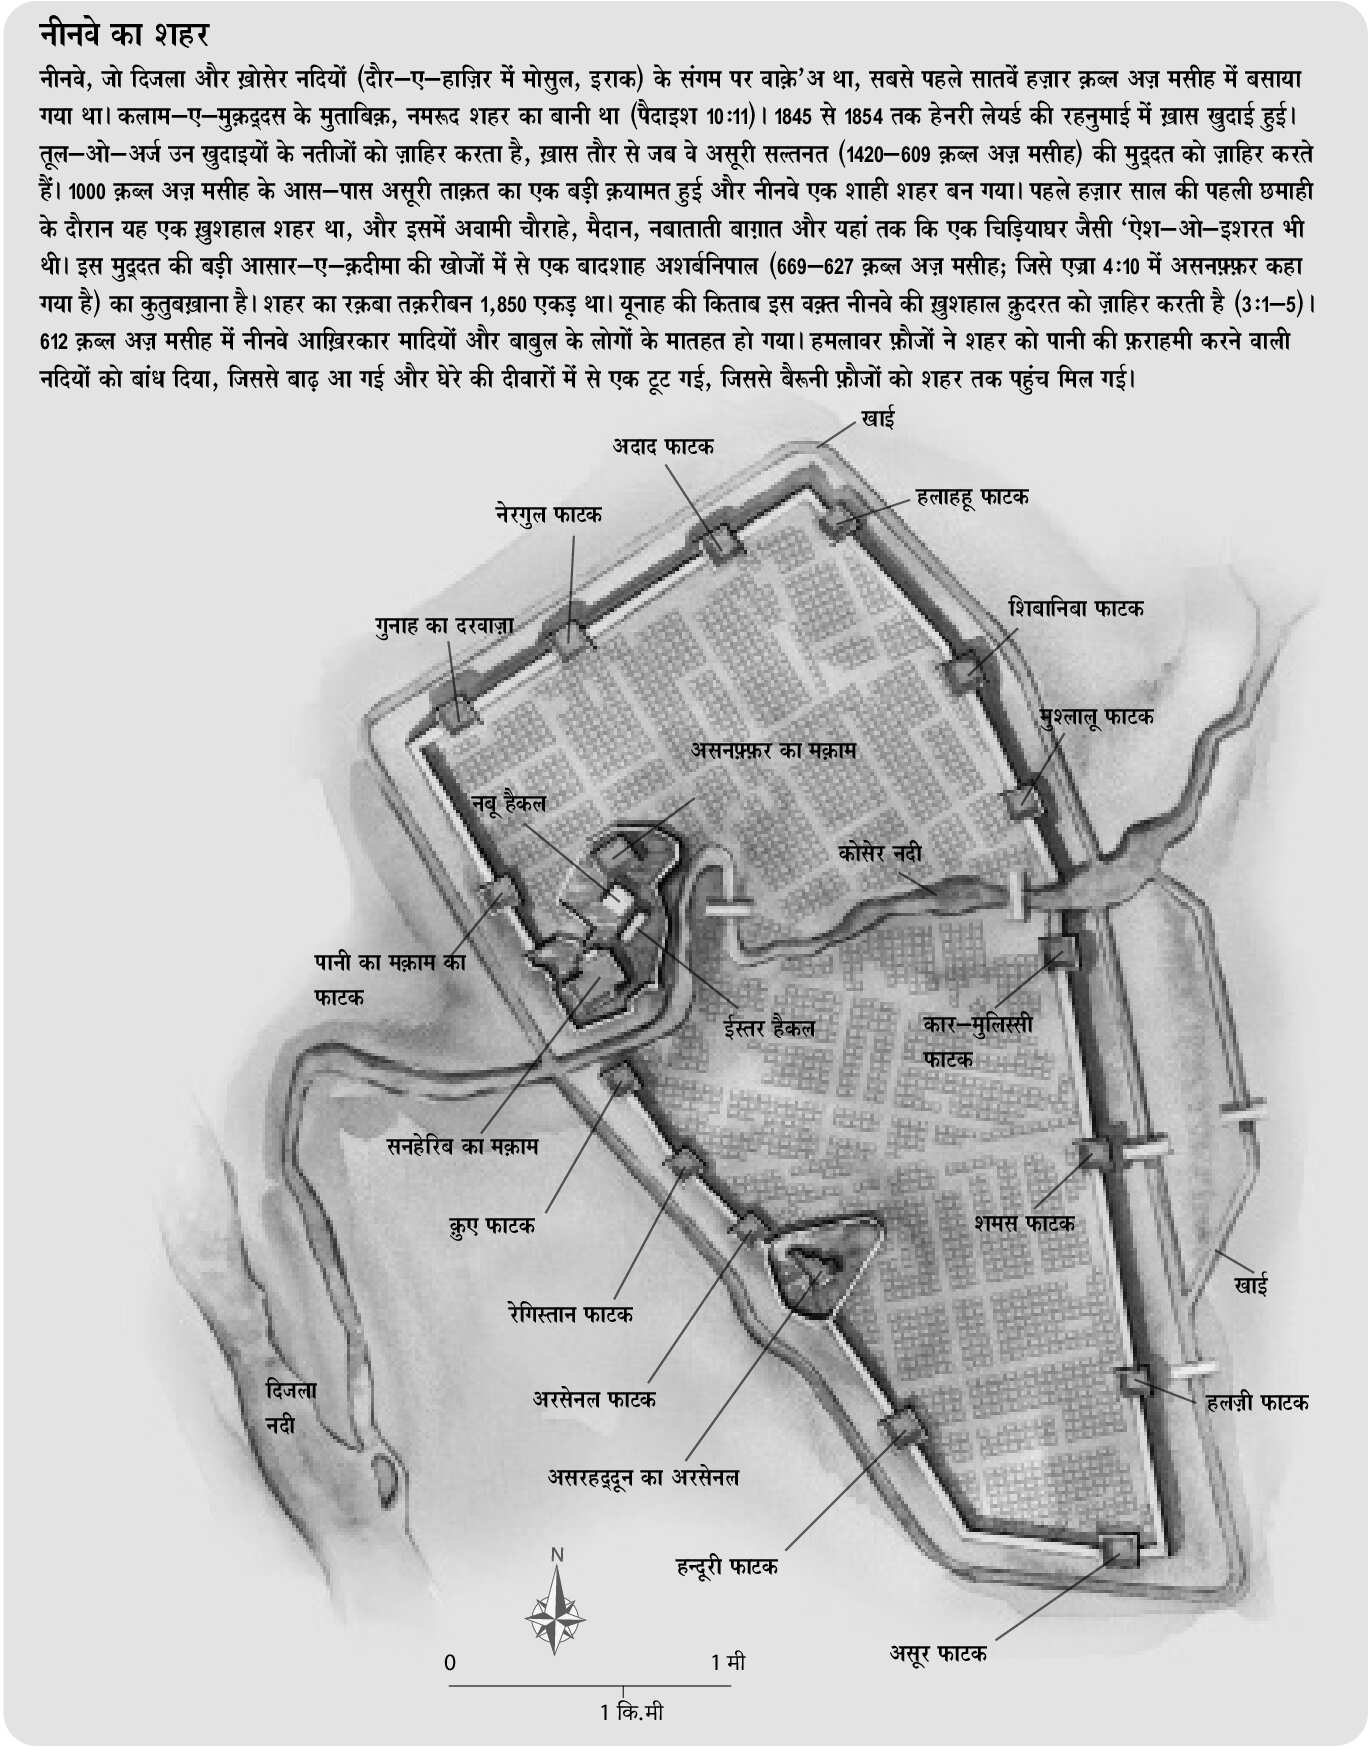 नीनवे का शहर
नीनवे, जो दिजला और ख़ोसेर नदियों (दौर–ए–हाज़िर में मोसुल, इराक) के संगम पर वाक़े’अ था, सबसे पहले सातवें हज़ार क़ब्ल अज़ मसीह में बसाया
गया था। कलाम–ए–मुक़द्दस के मुताबिक़, नमरूद शहर का बानी था (पैदाइश 10:11)। 1845 से 1854 तक हेनरी लेयर्ड की रहनुमाई में ख़ास खुदाई हुई।
तूल–ओ–अर्ज उन खुदाइयों के नतीजों को ज़ाहिर करता है, ख़ास तौर से जब वे असूरी सल्तनत (1420–609 क़ब्ल अज़ मसीह) की मुद्दत को ज़ाहिर करते
हैं। 1000 क़ब्ल अज़ मसीह के आस–पास असूरी ताक़त का एक बड़ी क़यामत हुई और नीनवे एक शाही शहर बन गया। पहले हज़ार साल की पहली छमाही
के दौरान यह एक ख़ुशहाल शहर था, और इसमें अवामी चौराहे, मैदान, नबाताती बाग़ात और यहां तक कि एक चिड़ियाघर जैसी ‘ऐश–ओ–इशरत भी
थी। इस मुद्दत की बड़ी आसार–ए–क़दीमा की खोजों में से एक बादशाह अशर्बनिपाल (669–627 क़ब्ल अज़ मसीह; जिसे एज्रा 4:10 में असनफ़्फ़र कहा
गया है) का कुतुबख़ाना है। शहर का रक़बा तक़रीबन 1,850 एकड़ था। यूनाह की किताब इस वक़्त नीनवे की ख़ुशहाल क़ुदरत को ज़ाहिर करती है (3:1–5)।
612 क़ब्ल अज़ मसीह में नीनवे आख़िरकार मादियों और बाबुल के लोगों के मातहत हो गया। हमलावर फ़ौजों ने शहर को पानी की फ़राहमी करने वाली
नदियों को बांध दिया, जिससे बाढ़ आ गई और घेरे की दीवारों में से एक टूट गई, जिससे बैरूनी फ़ौजों को शहर तक पहुंच मिल गई।
खाई
अदाद फाटक
हलाहहू फाटक
नेरगुल फाटक
शिबानिबा फाटक
गुनाह का दरवाज़ा
मुश्लालू फाटक
असनफ़्फ़र का मक़ाम
नबू हैकल
कोसेर नदी
पानी का मक़ाम का
फाटक
ईस्तर हैकल
कार–मुलिस्सी
फाटक
सनहेरिब का मक़ाम
क़ुए फाटक
शमस फाटक
खाई
रेगिस्तान फाटक
दिजला
नदी
अरसेनल फाटक
हलज़ी फाटक
असरहद्दून का अरसेनल
हन्दूरी फाटक
असूर फाटक
N
0
1 मी
1 कि.मी